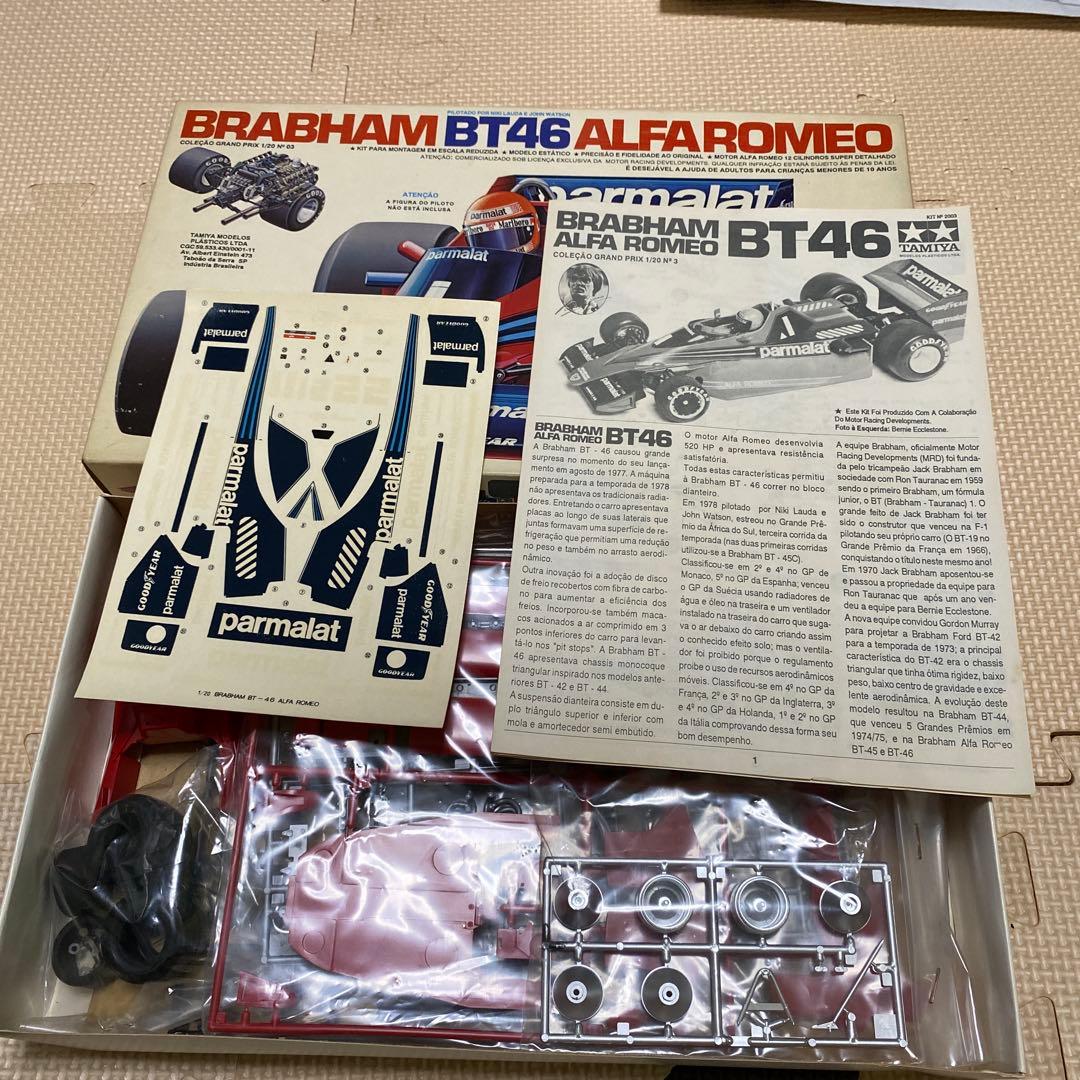 PILOTADO POR NIKI LAUDA E JOHN WATSON
BRABHAM BT46 ALFA ROMEO
COLEÇÃO GRAND PRIX 1/20 Nº 03
★ KIT PARA MONTAGEM EM ESCALA REDUZIDA ★ MODELO ESTÁTICO ★ PRECISÃO E FIDELIDADE AO ORIGINAL ★ MOTOR ALFA ROMEO 12 CILINDROS SUPER DETALHADO
ATENÇÃO: COMERCIALIZADO SOB LICENÇA EXCLUSIVA DA MOTOR RACING DEVELOPMENTS. QUALQUER INFRAÇÃO ESTARÁ SUJEITO ÀS PENAS DA LEI.
É DESEJÁVEL A AJUDA DE ADULTOS PARA CRIANÇAS MENORES DE 10 ANOS
ATENÇÃO
A FIGURA DO PILOTO
NÃO ESTÁ INCLUSA
TAMIYA MODELOS
PLÁSTICOS LTDA
CGC 59.533.430/0001-11
Av. Albert Einstein 473
Taboão da Serra SP
Indústria Brasileira
parmalat
parmalat
Marlboro
parmalat
parmalat
parmalat
GOODYEAR
parmalat
parmalat
parmalat
parmalat
GOODYEAR
parmalat
parmalat
parmalat
GOODYEAR
GOODYEAR
GOODYEAR
1/20 BRABHAM BT-46 ALFA ROMEO
KIT Nº 2003
BRABHAM
ALFA ROMEO BT46
TAMIYA
MODELOS PLÁSTICOS LTDA.
COLEÇÃO GRAND PRIX 1/20 Nº 3
parmalat
parmalat
GOODYEAR
parmalat
ALFA ROMEO
GOODYEAR
★ Este Kit Foi Produzido Com A Colaboração
Do Motor Racing Developments.
Foto à Esquerda: Bernie Ecclestone.
BRABHAM
ALFA ROMEO BT46
A Brabham BT - 46 causou grande
surpresa no momento do seu lança-
mento em agosto de 1977. A máquina
preparada para a temporada de 1978
não apresentava os tradicionais radia-
dores. Entretando o carro apresentava
placas ao longo de suas laterais que
juntas formavam uma superfície de re-
frigeração que permitiam uma redução
no peso e também no arrasto aerodi-
nâmico.
Outra inovação foi a adoção de disco
de freio recobertos com fibra de carbo-
no para aumentar a eficiência dos
freios. Incorporou-se também maca-
cos acionados a ar comprimido em 3
pontos inferiores do carro para levan-
tá-lo nos "pit stops". A Brabham BT -
46 apresentava chassis monocoque
triangular inspirado nos modelos ante-
riores BT - 42 e BT - 44.
A suspensão dianteira consiste em du-
plo triângulo superior e inferior com
mola e amortecedor semi embutido.
O motor Alfa Romeo desenvolvia
520 HP e apresentava resistência
satisfatória.
Todas estas características permitiu
à Brabham BT - 46 correr no bloco
dianteiro.
Em 1978 pilotado por Niki Lauda e
John Watson, estreou no Grande Prê-
mio da África do Sul, terceira corrida da
temporada (nas duas primeiras corridas
utilizou-se a Brabham BT - 45C).
Classificou-se em 2º e 4º no GP de
Monaco, 5º no GP da Espanha; venceu
o GP da Suécia usando radiadores de
água e óleo na traseira e um ventilador
instalado na traseira do carro que suga-
va o ar debaixo do carro criando assim
o conhecido efeito solo; mas o ventila-
dor foi proibido porque o regulamento
proibe o uso de recursos aerodinâmicos
móveis. Classificou-se em 4º no GP da
França, 2º e 3º no GP da Inglaterra, 3º
e 4º no GP da Holanda, 1º e 2º no GP
da Itália comprovando dessa forma seu
bom desempenho.
A equipe Brabham, oficialmente Motor
Racing Developments (MRD) foi funda-
da pelo tricampeão Jack Brabham em
sociedade com Ron Tauranac em 1959
sendo o primeiro Brabham, um fórmula
junior, o BT (Brabham - Tauranac) 1. O
grande feito de Jack Brabham foi ter
sido o construtor que venceu na F-1
pilotando seu próprio carro (O BT-19 no
Grande Prêmio da França em 1966),
conquistando o título neste mesmo ano!
Em 1970 Jack Brabham aposentou-se
e passou a propriedade da equipe para
Ron Tauranac que após um ano ven-
deu a equipe para Bernie Ecclestone.
A nova equipe convidou Gordon Murray
para projetar a Brabham Ford BT-42
para a temporada de 1973; a principal
característica do BT-42 era o chassis
triangular que tinha ótima rigidez, baixo
peso, baixo centro de gravidade e exce-
lente aerodinâmica. A evolução deste
modelo resultou na Brabham BT-44,
que venceu 5 Grandes Prêmios em
1974/75, e na Brabham Alfa Romeo
BT-45 e BT-46
1